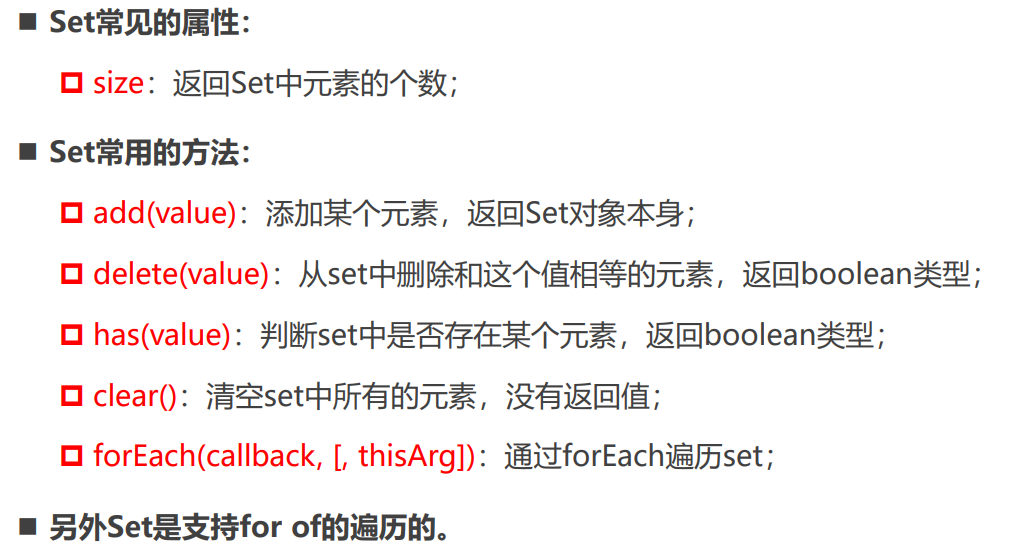 Set常见的属性：
size：返回Set中元素的个数；
Set常用的方法：
add(value)：添加某个元素，返回Set对象本身；
delete(value)：从set中删除和这个值相等的元素，返回boolean类型；
has(value)：判断set中是否存在某个元素，返回boolean类型；
clear()：清空set中所有的元素，没有返回值；
forEach(callback, [, thisArg])：通过forEach遍历set；
另外Set是支持for of的遍历的。